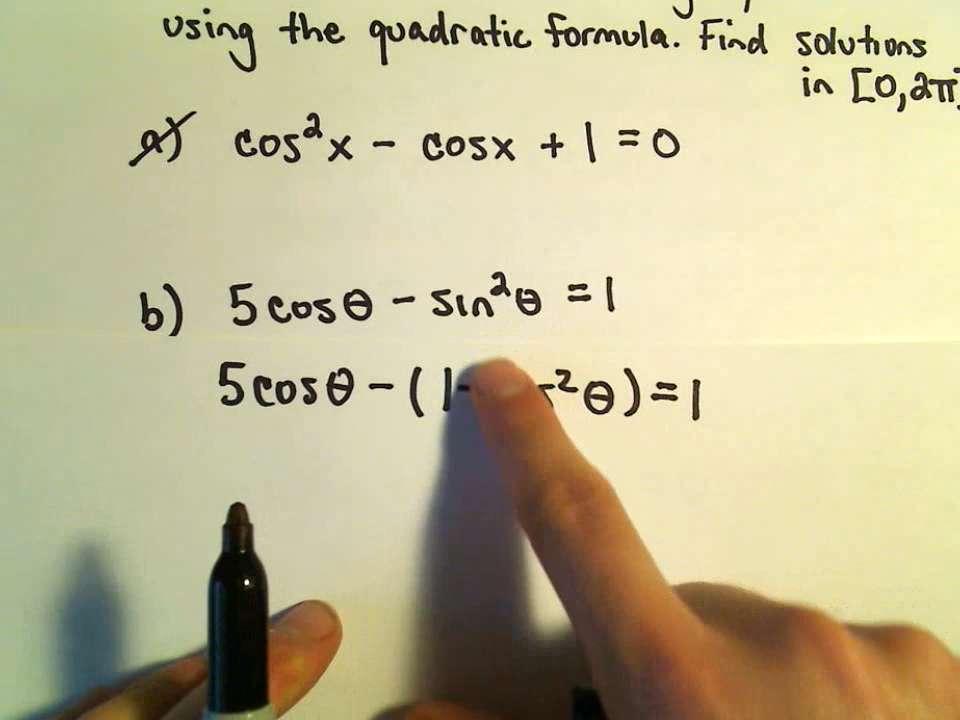 using the quadratic formula. Find solutions
in [0,2π]
a) cos²x - cosx + 1 = 0
b) 5cosθ - sin²θ = 1
5cosθ - (1- ²θ) = 1